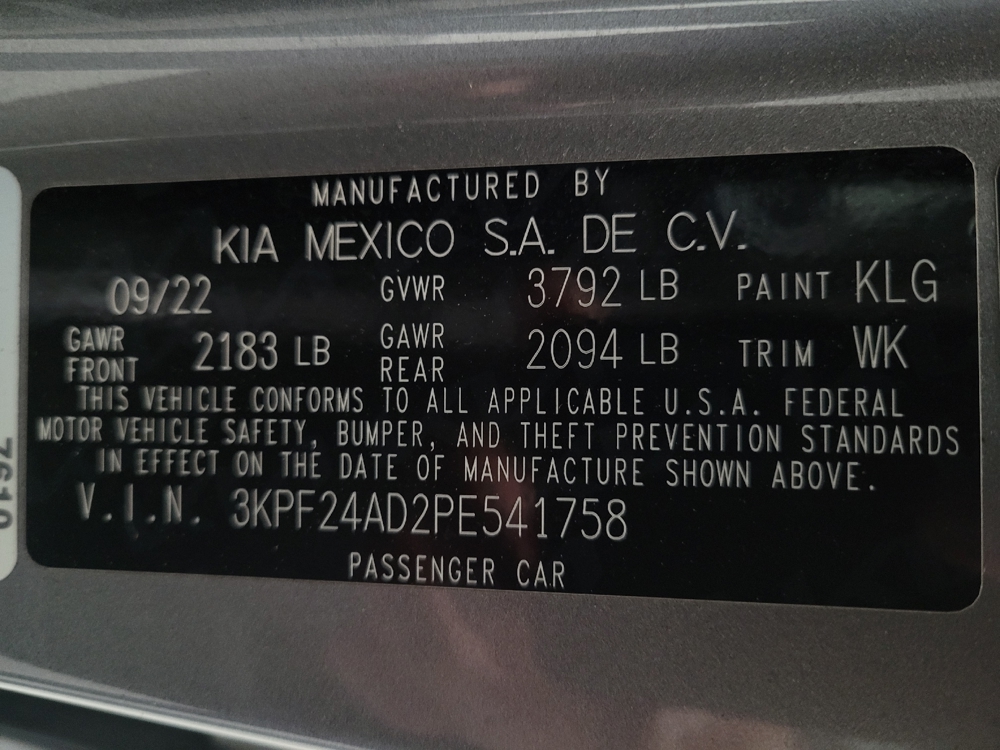 MANUFACTURED BY
KIA MEXICO S.A. DE C.V.
09/22 GVWR 3792 LB PAINT KLG
GAWR FRONT 2183 LB GAWR REAR 2094 LB TRIM WK
THIS VEHICLE CONFORMS TO ALL APPLICABLE U.S.A. FEDERAL
MOTOR VEHICLE SAFETY, BUMPER, AND THEFT PREVENTION STANDARDS
IN EFFECT ON THE DATE OF MANUFACTURE SHOWN ABOVE.
V.I.N. 3KPF24AD2PE541758
PASSENGER CAR